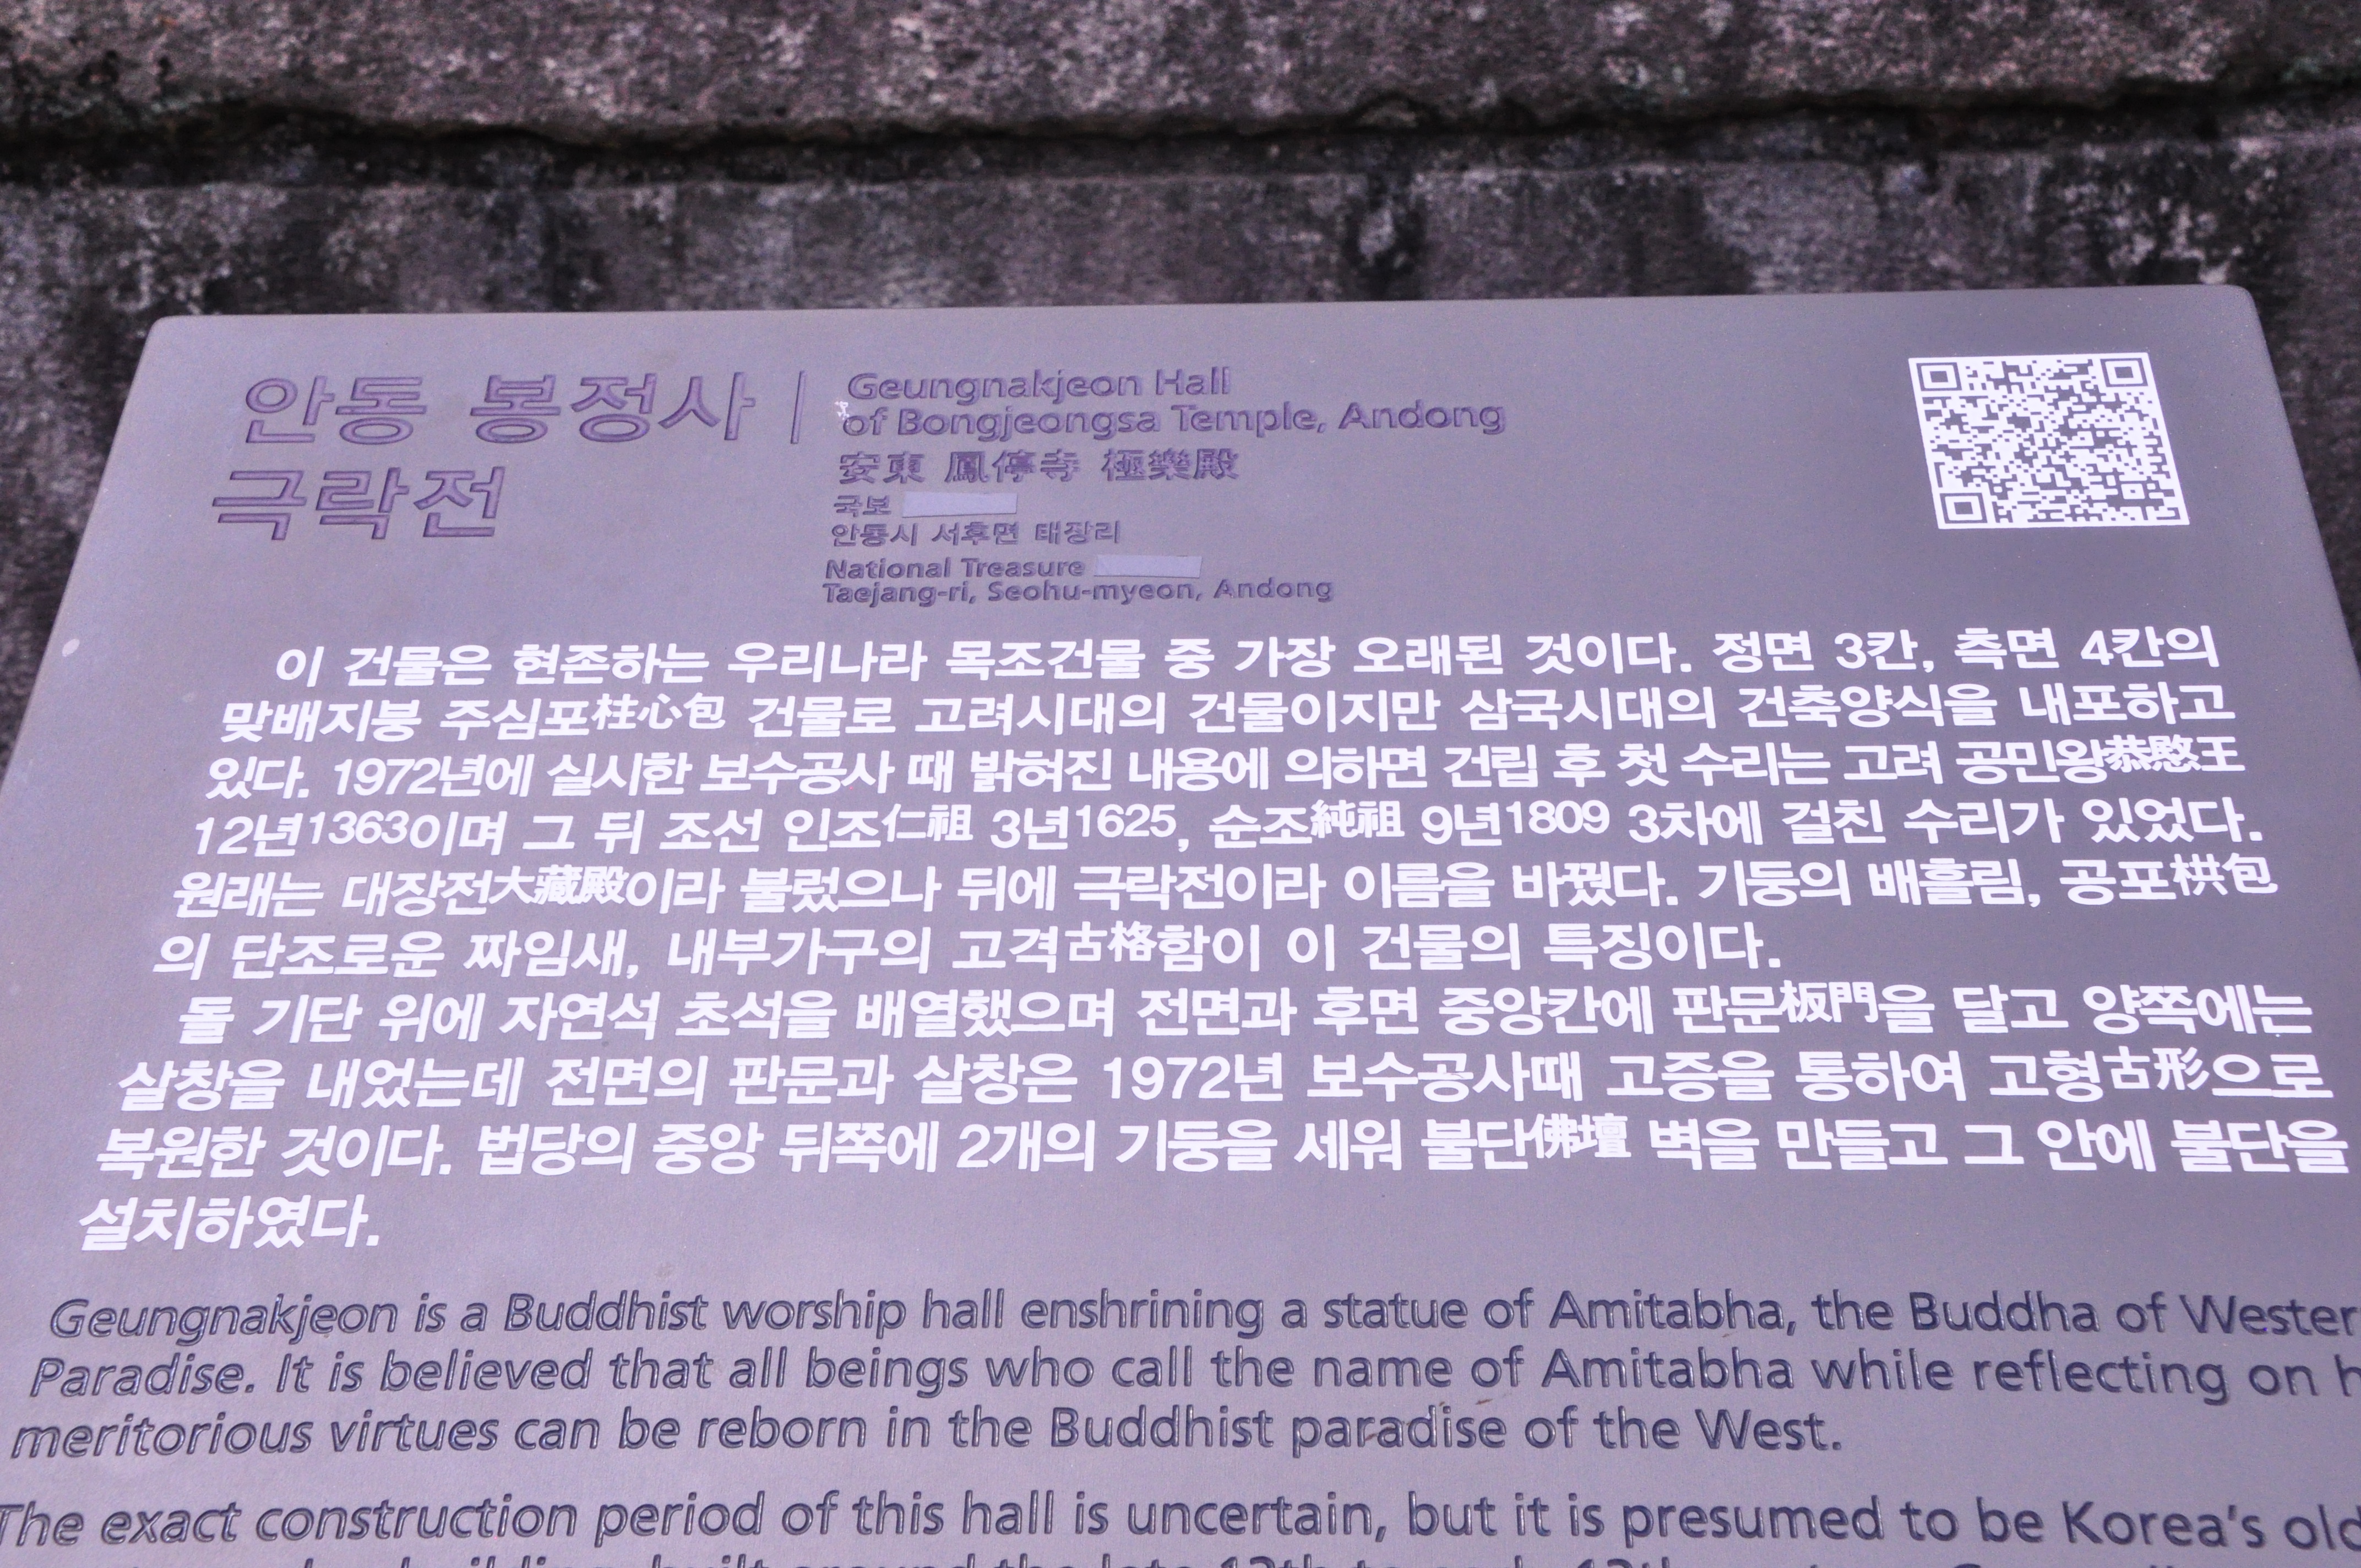 안동 봉정사
극락전
Geungnakjeon Hall
of Bongjeongsa Temple, Andong
安東 鳳停寺 極樂殿
국보
안동시 서후면 태장리
National Treasure
Taejang-ri, Seohu-myeon, Andong
이 건물은 현존하는 우리나라 목조건물 중 가장 오래된 것이다. 정면 3칸, 측면 4칸의
맞배지붕 주심포柱心包 건물로 고려시대의 건물이지만 삼국시대의 건축양식을 내포하고
있다. 1972년에 실시한 보수공사 때 밝혀진 내용에 의하면 건립 후 첫 수리는 고려 공민왕恭愍王
12년1363이며 그 뒤 조선 인조仁祖 3년1625, 순조純祖 9년1809 3차에 걸친 수리가 있었다.
원래는 대장전大藏殿이라 불렀으나 뒤에 극락전이라 이름을 바꿨다. 기둥의 배흘림, 공포栱包
의 단조로운 짜임새, 내부가구의 고격古格함이 이 건물의 특징이다.
돌 기단 위에 자연석 초석을 배열했으며 전면과 후면 중앙칸에 판문板門을 달고 양쪽에는
살창을 내었는데 전면의 판문과 살창은 1972년 보수공사때 고증을 통하여 고형古形으로
복원한 것이다. 법당의 중앙 뒤쪽에 2개의 기둥을 세워 불단佛壇 벽을 만들고 그 안에 불단을
설치하였다.
Geungnakjeon is a Buddhist worship hall enshrining a statue of Amitabha, the Buddha of Wester
Paradise. It is believed that all beings who call the name of Amitabha while reflecting on h
meritorious virtues can be reborn in the Buddhist paradise of the West.
The exact construction period of this hall is uncertain, but it is presumed to be Korea's old